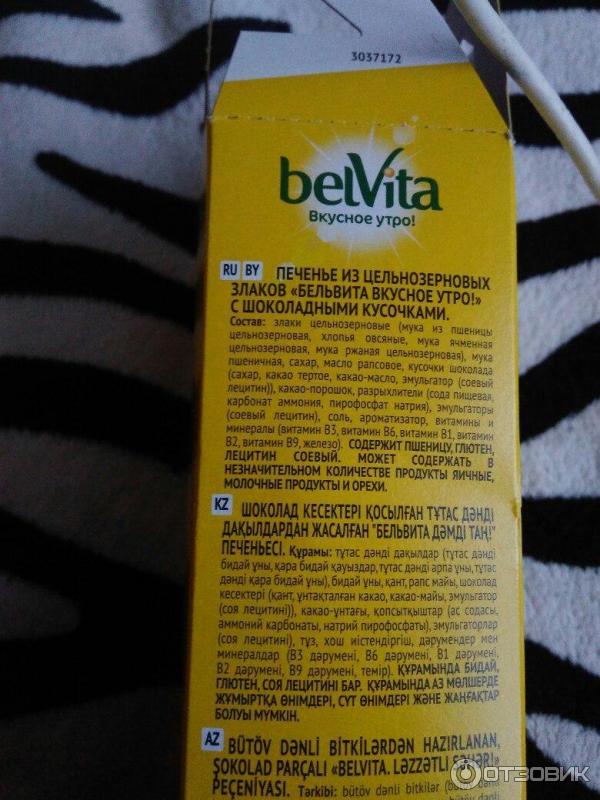 3037172
belVita
Вкусное утро!
RU BY ПЕЧЕНЬЕ ИЗ ЦЕЛЬНОЗЕРНОВЫХ
ЗЛАКОВ «БЕЛЬВИТА ВКУСНОЕ УТРО!»
С ШОКОЛАДНЫМИ КУСОЧКАМИ.
Состав: злаки цельнозерновые (мука из пшеницы
цельнозерновая, хлопья овсяные, мука ячменная
цельнозерновая, мука ржаная цельнозерновая), мука
пшеничная, сахар, масло рапсовое, кусочки шоколада
(сахар, какао тертое, какао-масло, эмульгатор (соевый
лецитин)), какао-порошок, разрыхлители (сода пищевая,
карбонат аммония, пирофосфат натрия), эмульгаторы
(соевый лецитин), соль, ароматизатор, витамины и
минералы (витамин В3, витамин В6, витамин В1, витамин
В2, витамин В9, железо). СОДЕРЖИТ ПШЕНИЦУ, ГЛЮТЕН,
ЛЕЦИТИН СОЕВЫЙ. МОЖЕТ СОДЕРЖАТЬ В
НЕЗНАЧИТЕЛЬНОМ КОЛИЧЕСТВЕ ПРОДУКТЫ ЯИЧНЫЕ,
МОЛОЧНЫЕ ПРОДУКТЫ И ОРЕХИ.
KZ ШОКОЛАД КЕСЕКТЕРІ ҚОСЫЛҒАН ТҰТАС ДӘНДІ
ДАҚЫЛДАРДАН ЖАСАЛҒАН "БЕЛЬВИТА ДӘМДІ ТАҢ!"
ПЕЧЕНЬЕСІ. Құрамы: тұтас дәнді дақылдар (тұтас дәнді
бидай ұны, қара бидай қауыздар, тұтас дәнді арпа ұны, тұтас
дәнді қара бидай ұны), бидай ұны, қант, рапс майы, шоколад
кесектері (қант, ұнтақталған какао, какао-майы, эмульгатор
(соя лецитині)), какао-ұнтағы, қопсытқыштар (ас содасы,
аммоний карбонаты, натрий пирофосфаты), эмульгаторлар
(соя лецитині), тұз, хош иістендіргіш, дәрумендер мен
минералдар (В3 дәрумені, В6 дәрумені, В1 дәрумені,
В2 дәрумені, В9 дәрумені, темір). ҚҰРАМЫНДА БИДАЙ,
ГЛЮТЕН, СОЯ ЛЕЦИТИНІ БАР. ҚҰРАМЫНДА АЗ МӨЛШЕРДЕ
ЖҰМЫРТҚА ӨНІМДЕРІ, СҮТ ӨНІМДЕРІ ЖӘНЕ ЖАҢҒАҚТАР
БОЛУЫ МҮМКІН.
AZ BÜTÖV DƏNLİ BİTKİLƏRDƏN HAZIRLANAN,
ŞOKOLAD PARÇALI «BELVITA. LƏZZƏTLİ SƏHƏR!»
PEÇENİYASI. Tərkibi: bütöv dənli bitkilər (bütöv dənli
ОТЗОВИК